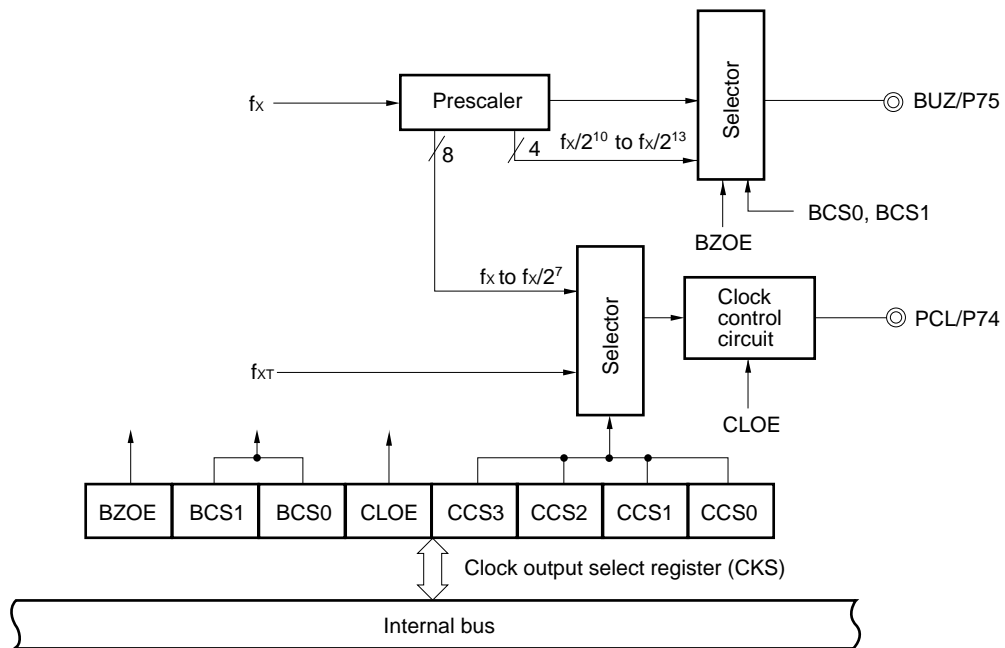 fX
Prescaler
Selector
BUZ/P75
8
4
fX/2^10 to fX/2^13
BCS0, BCS1
BZOE
fX to fX/2^7
Selector
Clock
control
circuit
PCL/P74
fXT
CLOE
BZOE BCS1 BCS0 CLOE CCS3 CCS2 CCS1 CCS0
Clock output select register (CKS)
Internal bus